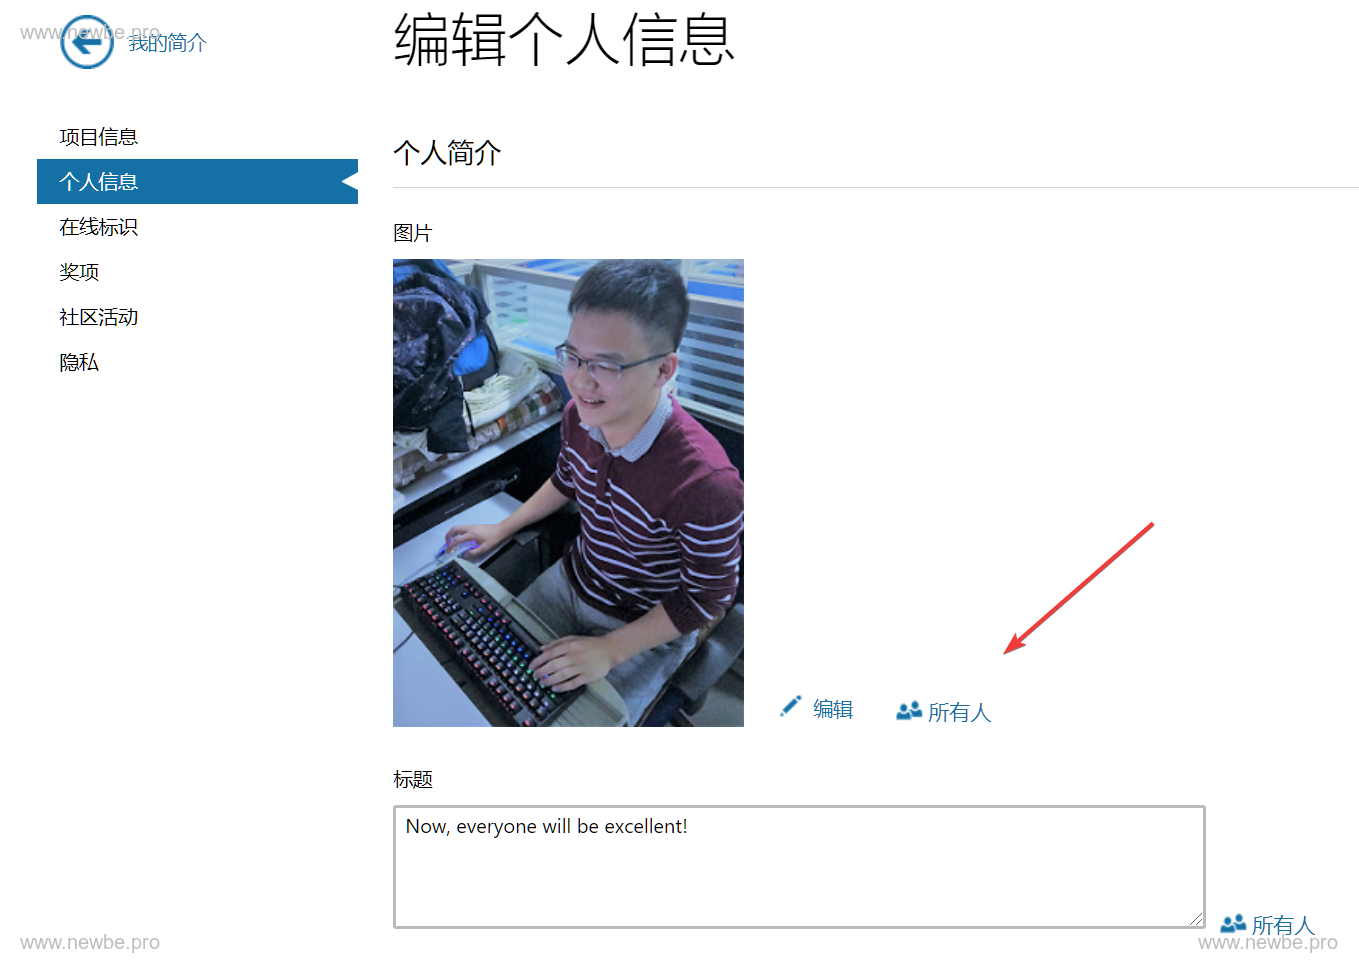 www.newbe.pro
我的简介
编辑个人信息
项目信息
个人信息
在线标识
奖项
社区活动
隐私
个人简介
图片
编辑
所有人
标题
Now, everyone will be excellent!
所有人
www.newbe.pro
www.newbe.pro